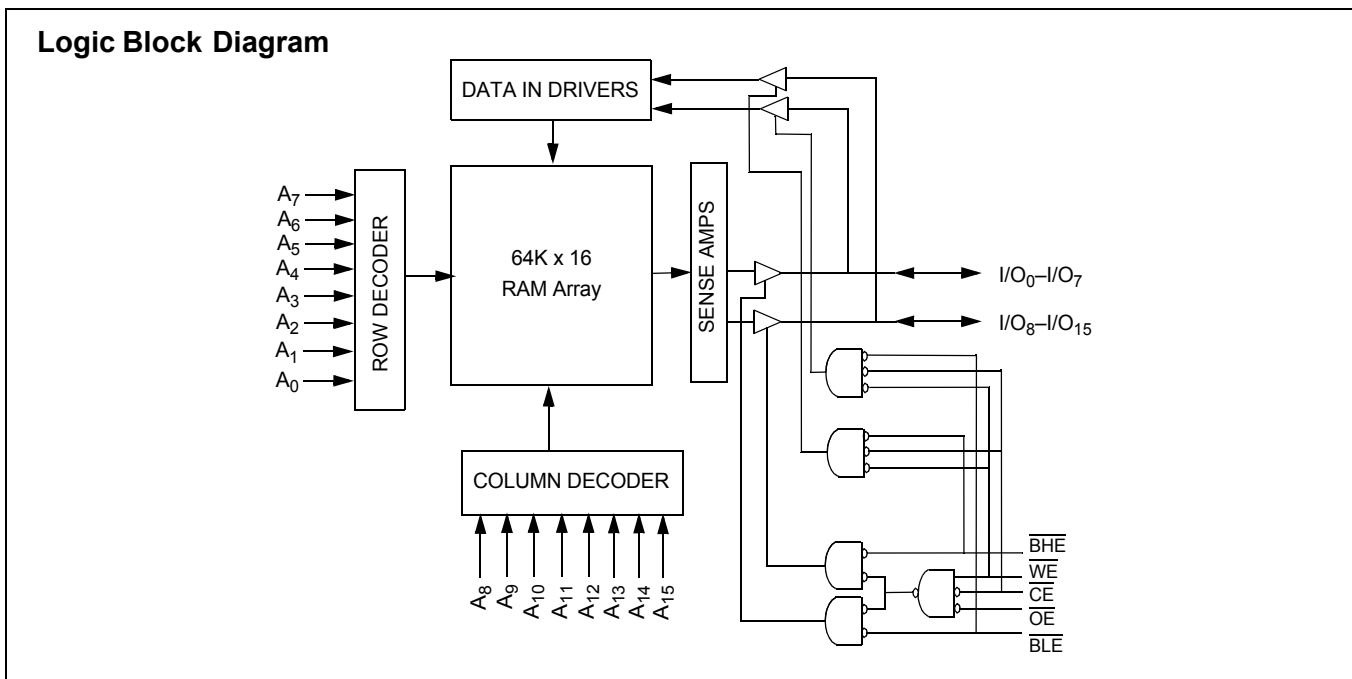 Logic Block Diagram
DATA IN DRIVERS
A7
A6
A5
A4
A3
A2
A1
A0
ROW DECODER
64K x 16
RAM Array
SENSE AMPS
I/O0–I/O7
I/O8–I/O15
COLUMN DECODER
A8
A9
A10
A11
A12
A13
A14
A15
BHE
WE
CE
OE
BLE